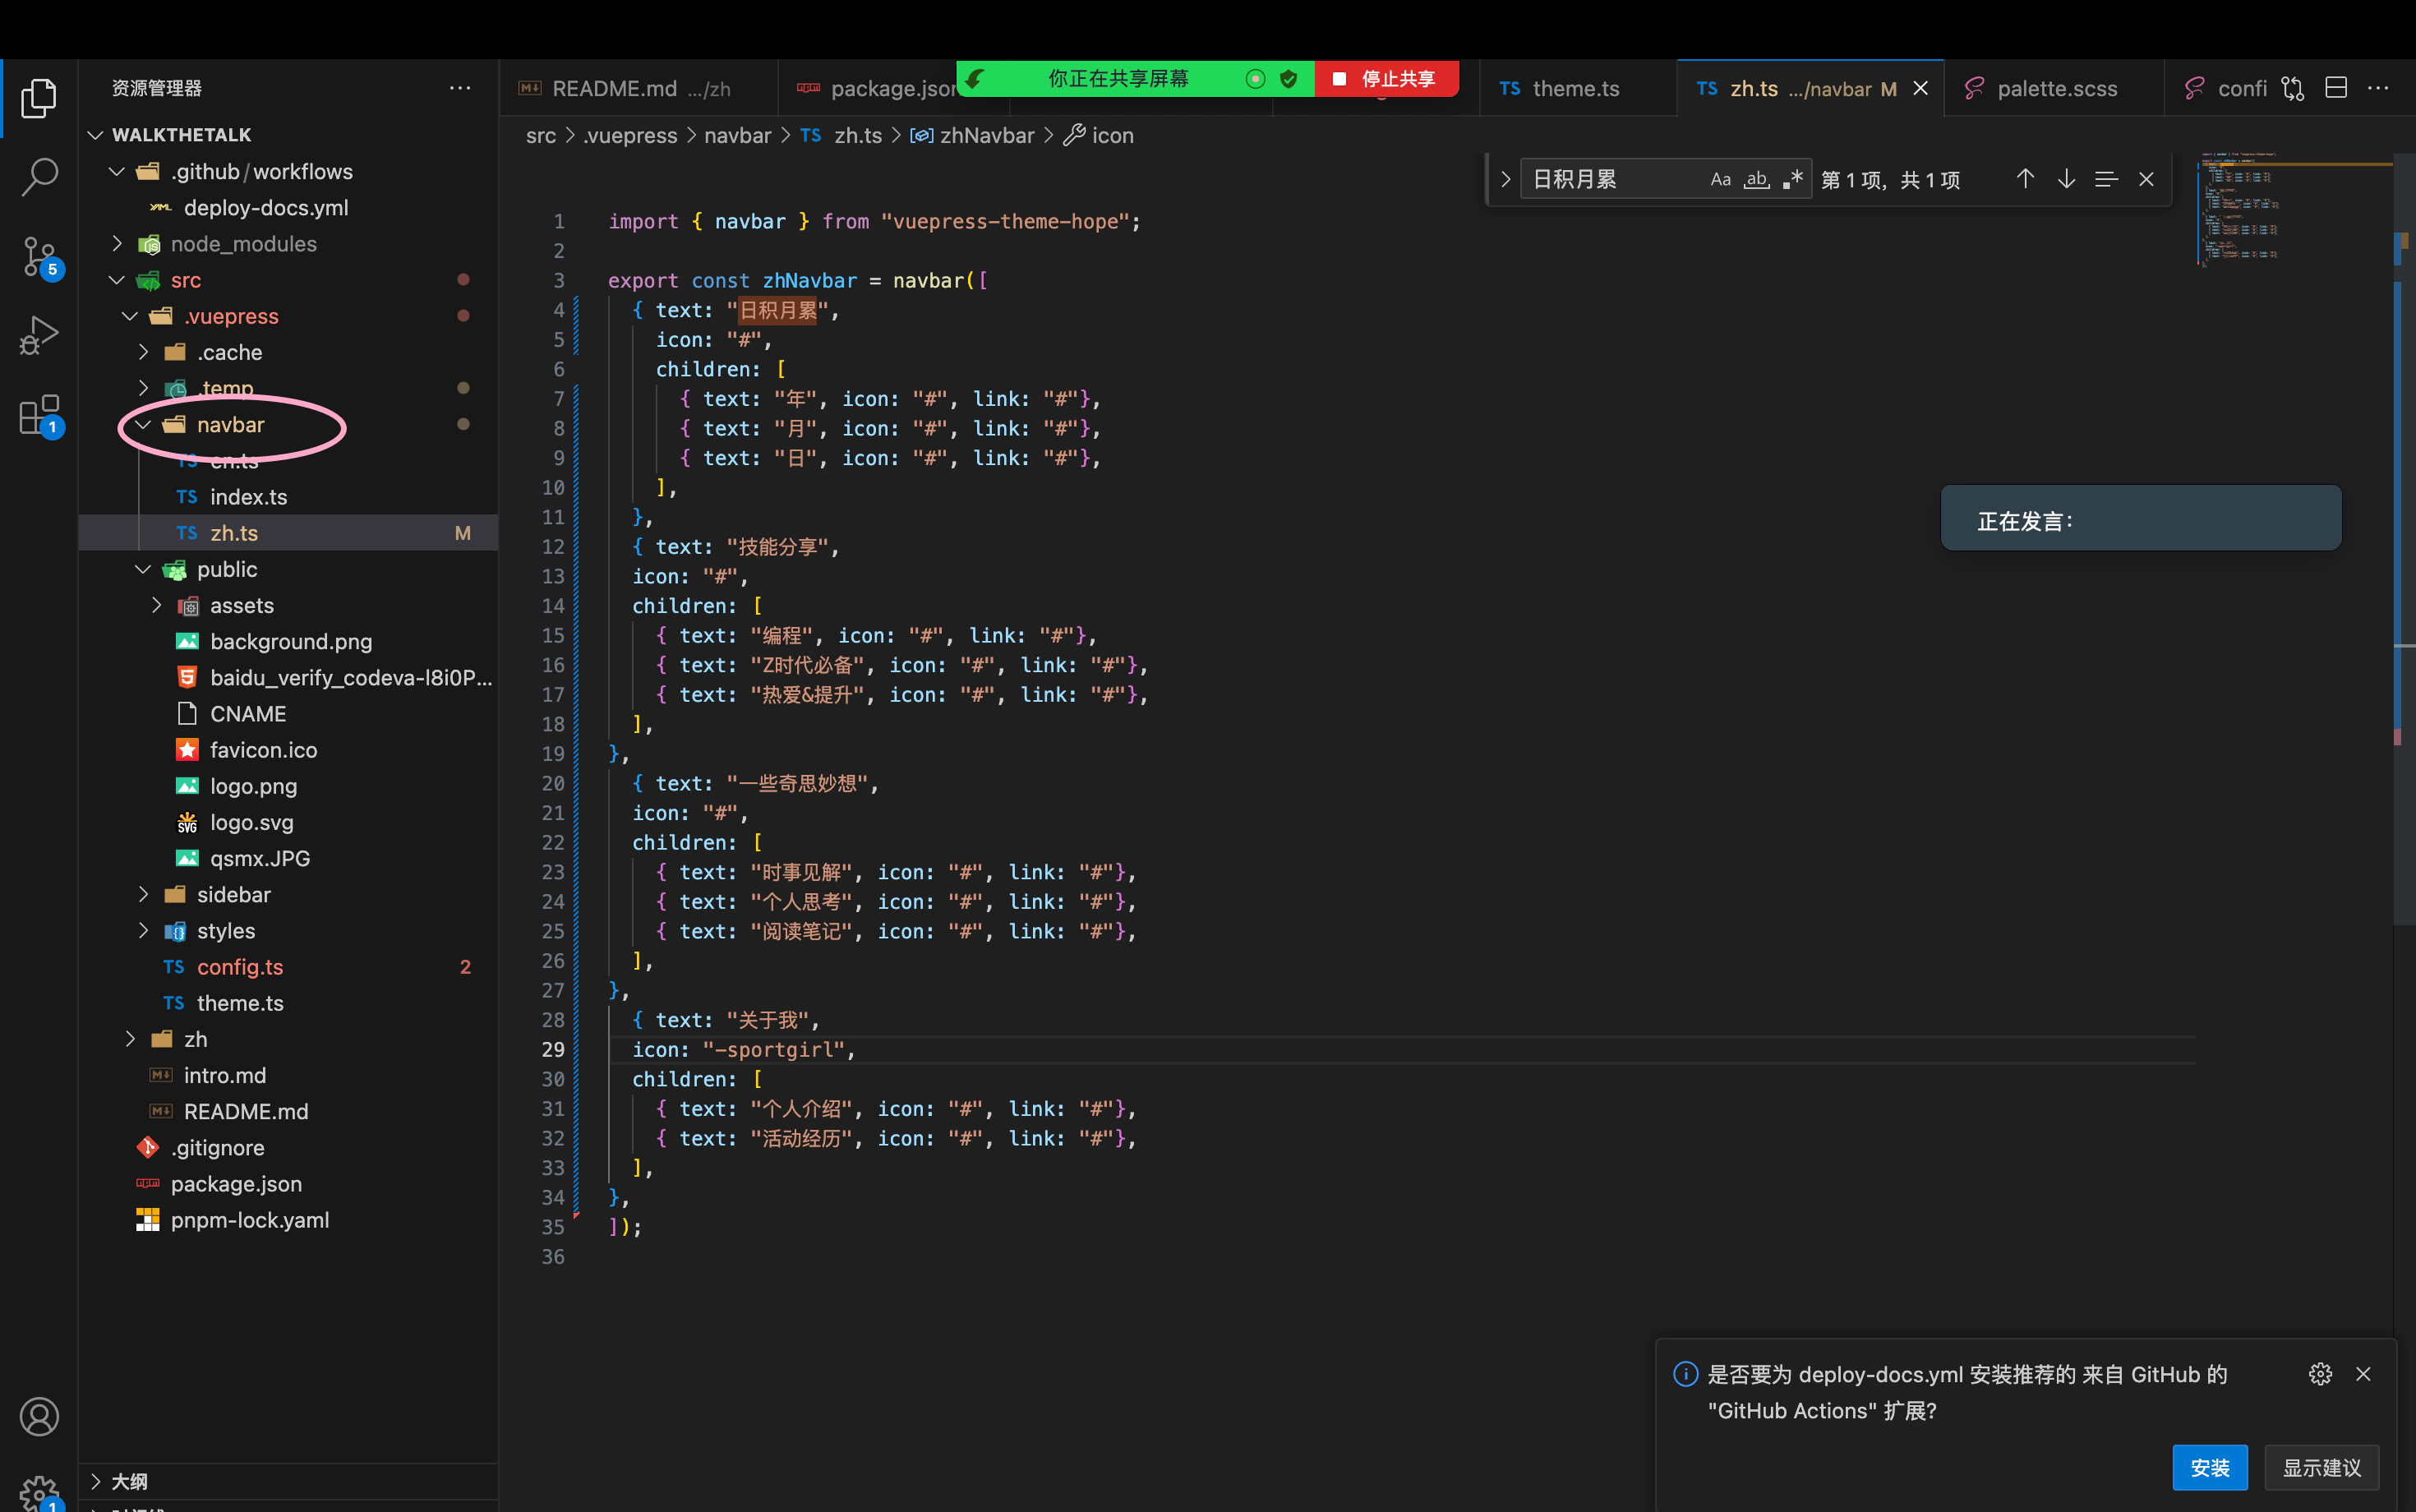 你正在共享屏幕
停止共享
资源管理器
WALKTHETALK
.github/workflows
deploy-docs.yml
node_modules
src
.vuepress
.cache
.temp
navbar
en.ts
index.ts
zh.ts M
public
assets
background.png
baidu_verify_codeva-l8i0P...
CNAME
favicon.ico
logo.png
logo.svg
qsmx.JPG
sidebar
styles
config.ts 2
theme.ts
zh
intro.md
README.md
.gitignore
package.json
pnpm-lock.yaml
大纲
5
1
1
README.md .../zh
package.json
theme.ts
zh.ts .../navbar M
palette.scss
confi
src > .vuepress > navbar > TS zh.ts > zhNavbar > icon
日积月累 Aa ab .* 第 1 项，共 1 项
1 import { navbar } from "vuepress-theme-hope";
2
3 export const zhNavbar = navbar([
4 { text: "日积月累",
5 icon: "#",
6 children: [
7 { text: "年", icon: "#", link: "#"},
8 { text: "月", icon: "#", link: "#"},
9 { text: "日", icon: "#", link: "#"},
10 ],
11 },
12 { text: "技能分享",
13 icon: "#",
14 children: [
15 { text: "编程", icon: "#", link: "#"},
16 { text: "Z时代必备", icon: "#", link: "#"},
17 { text: "热爱&提升", icon: "#", link: "#"},
18 ],
19 },
20 { text: "一些奇思妙想",
21 icon: "#",
22 children: [
23 { text: "时事见解", icon: "#", link: "#"},
24 { text: "个人思考", icon: "#", link: "#"},
25 { text: "阅读笔记", icon: "#", link: "#"},
26 ],
27 },
28 { text: "关于我",
29 icon: "-sportgirl",
30 children: [
31 { text: "个人介绍", icon: "#", link: "#"},
32 { text: "活动经历", icon: "#", link: "#"},
33 ],
34 },
35 ]);
36
正在发言：
是否要为 deploy-docs.yml 安装推荐的 来自 GitHub 的
"GitHub Actions" 扩展?
安装
显示建议